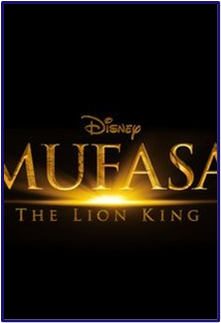 Disney
MUFASA
THE LION KING